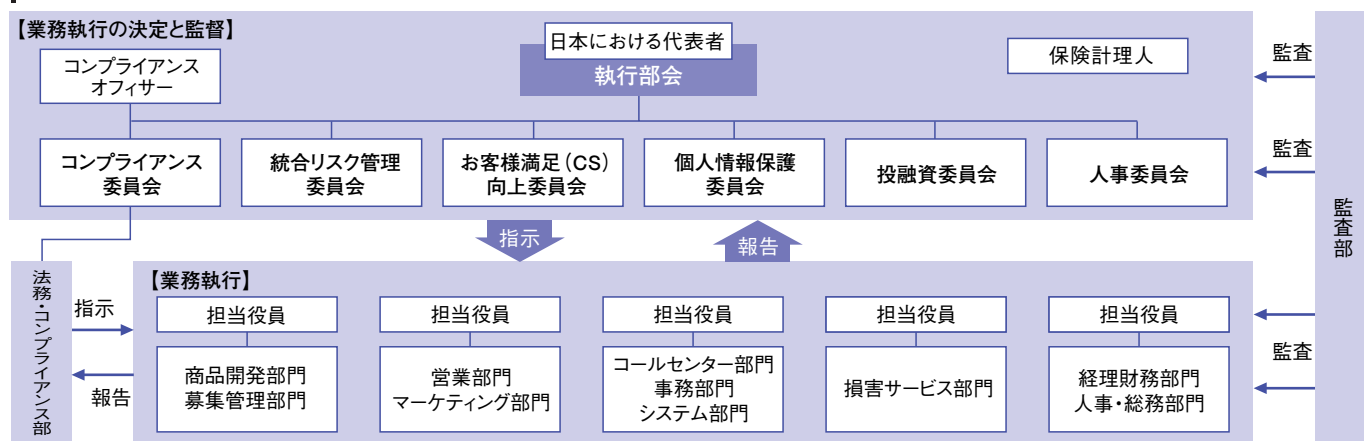 【業務執行の決定と監督】
日本における代表者
執行部会
保険計理人
コンプライアンス
オフィサー
監査
コンプライアンス
委員会
統合リスク管理
委員会
お客様満足（CS）
向上委員会
個人情報保護
委員会
投融資委員会
人事委員会
監査
監査部
指示
報告
法務・コンプライアンス部
指示
報告
【業務執行】
担当役員
担当役員
担当役員
担当役員
担当役員
商品開発部門
募集管理部門
営業部門
マーケティング部門
コールセンター部門
事務部門
システム部門
損害サービス部門
経理財務部門
人事・総務部門
監査